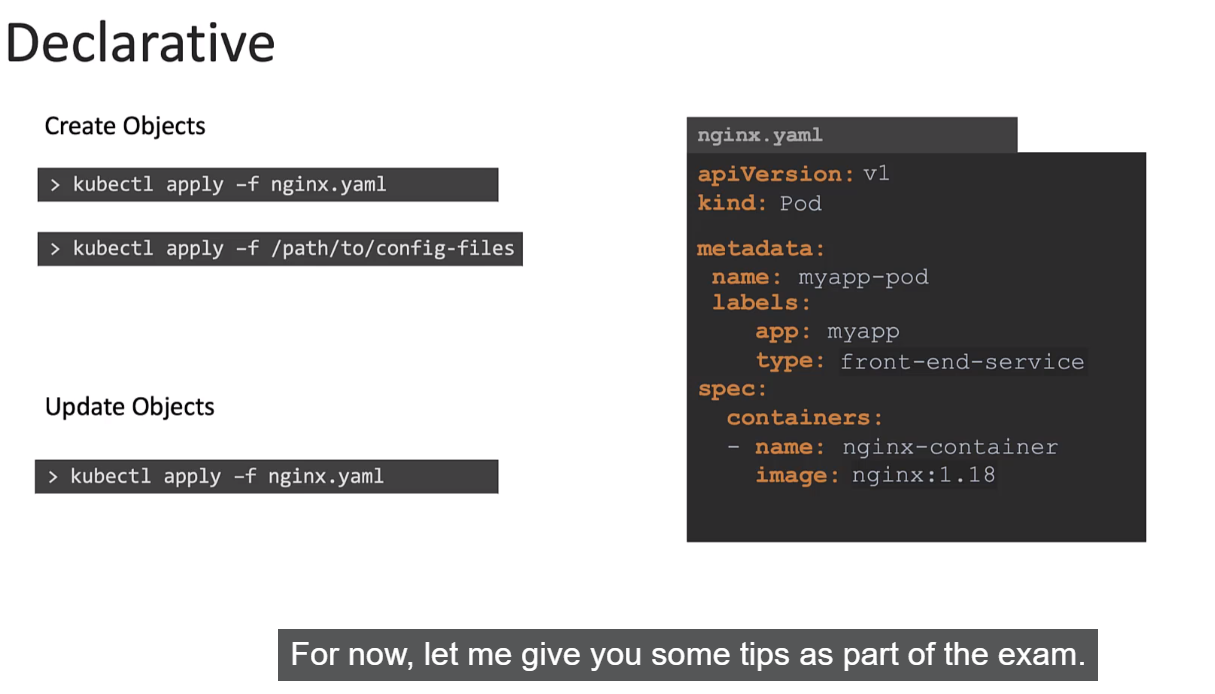 Declarative
Create Objects
> kubectl apply –f nginx.yaml
> kubectl apply –f /path/to/config-files
Update Objects
> kubectl apply –f nginx.yaml
nginx.yaml
apiVersion: v1
kind: Pod
metadata:
name: myapp-pod
labels:
app: myapp
type: front-end-service
spec:
containers:
- name: nginx-container
image: nginx:1.18
For now, let me give you some tips as part of the exam.